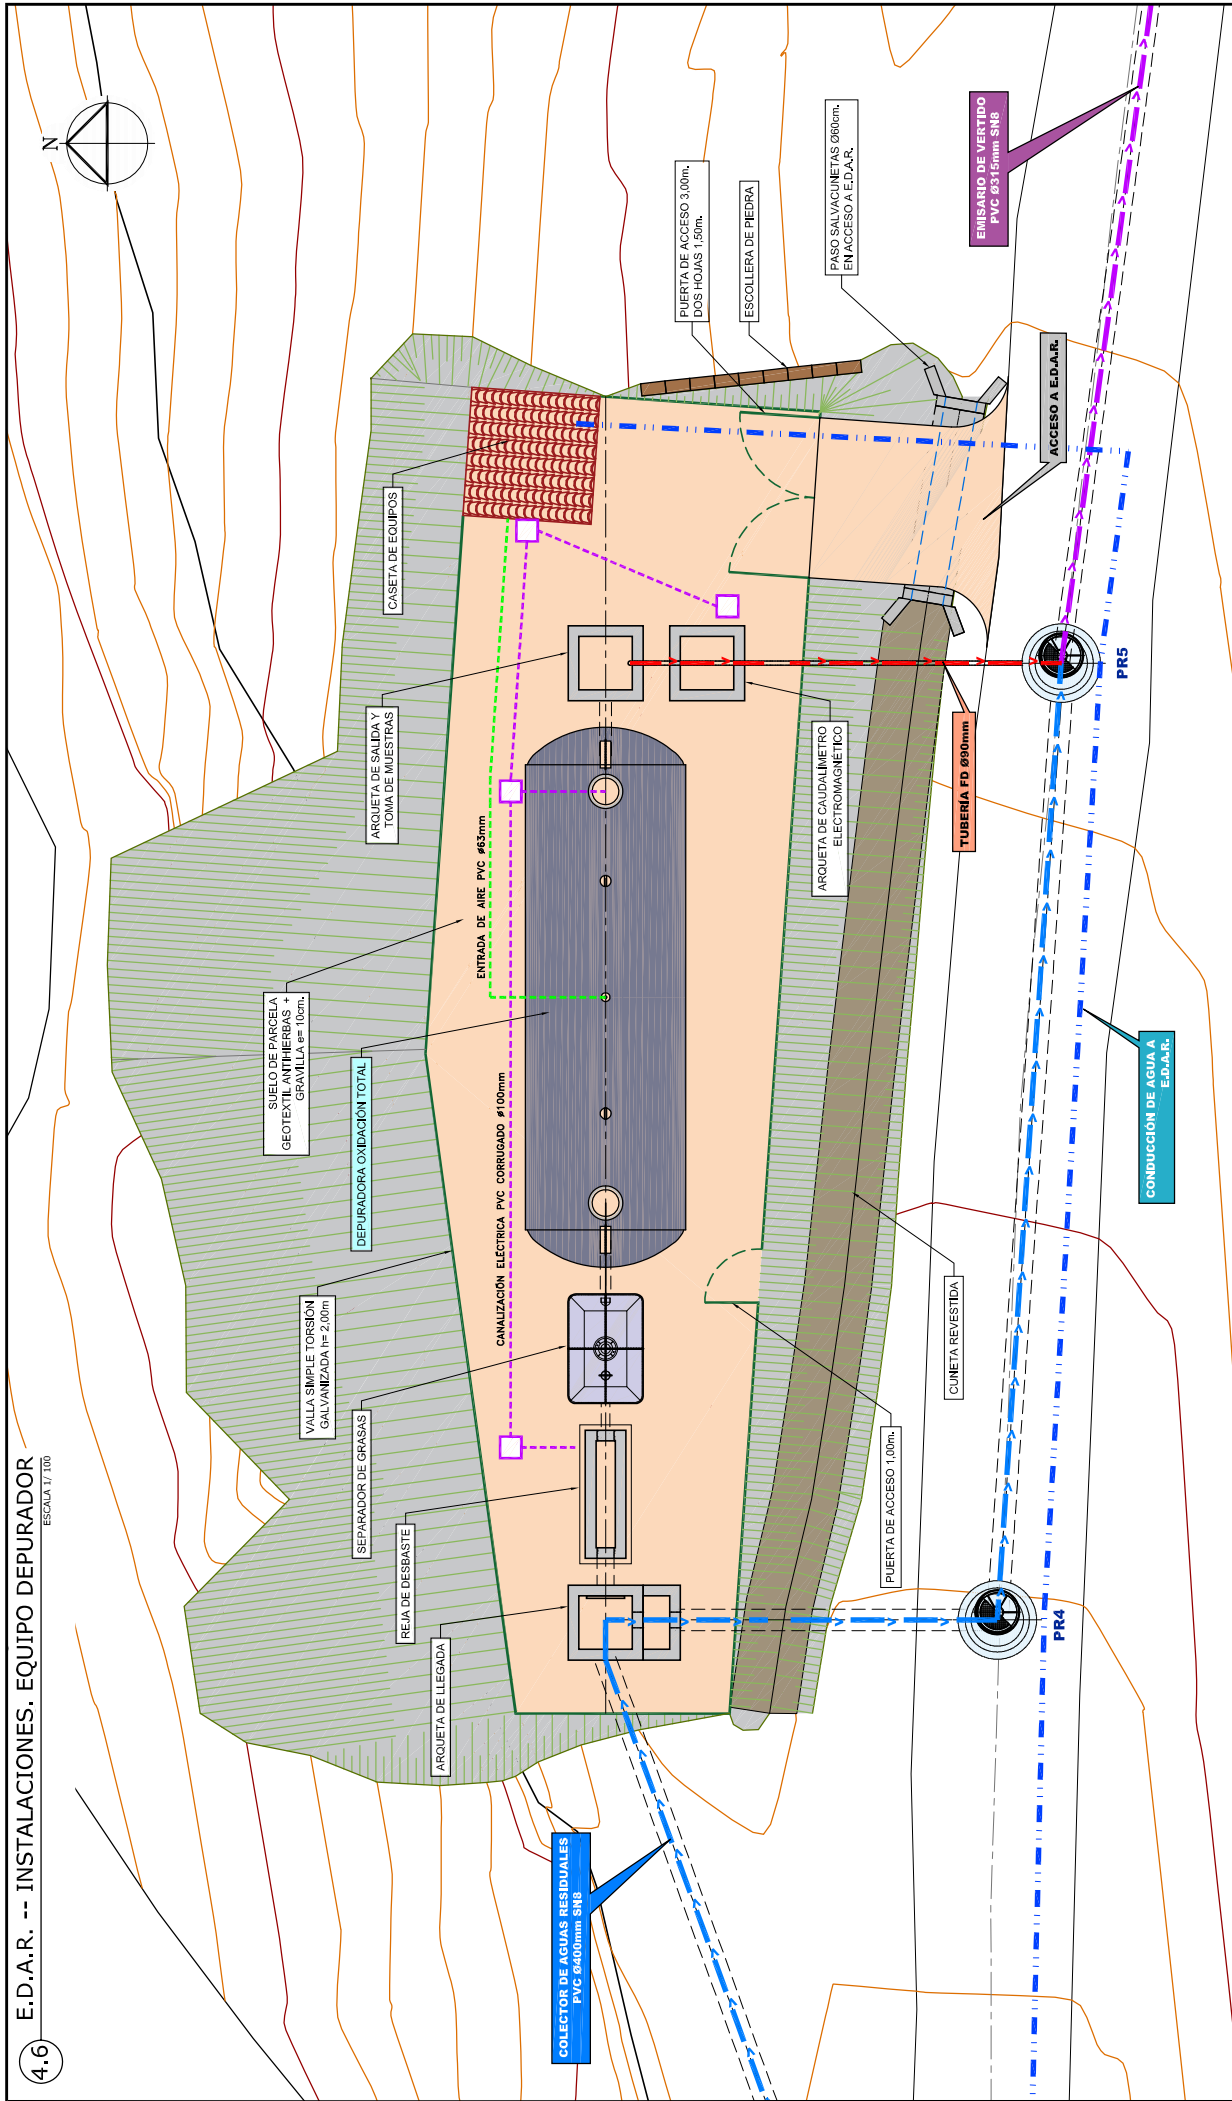 4.6
E.D.A.R. -- INSTALACIONES. EQUIPO DEPURADOR
ESCALA 1/ 100
N
COLECTOR DE AGUAS RESIDUALES
PVC Ø400mm SN8
ARQUETA DE LLEGADA
REJA DE DESBASTE
SEPARADOR DE GRASAS
VALLA SIMPLE TORSIÓN
GALVANIZADA h= 2,00m
DEPURADORA OXIDACIÓN TOTAL
SUELO DE PARCELA
GEOTEXTIL ANTIHIERBAS +
GRAVILLA e= 10cm.
CANALIZACIÓN ELÉCTRICA PVC CORRUGADO ø100mm
ENTRADA DE AIRE PVC ø63mm
ARQUETA DE SALIDA Y
TOMA DE MUESTRAS
CASETA DE EQUIPOS
PUERTA DE ACCESO 3,00m.
DOS HOJAS 1,50m.
ESCOLLERA DE PIEDRA
PASO SALVACUNETAS Ø60cm.
EN ACCESO A E.D.A.R.
EMISARIO DE VERTIDO
PVC Ø315mm SN8
ACCESO A E.D.A.R.
ARQUETA DE CAUDALÍMETRO
ELECTROMAGNÉTICO
TUBERÍA FD Ø90mm
PR5
CONDUCCIÓN DE AGUA A
E.D.A.R.
CUNETA REVESTIDA
PUERTA DE ACCESO 1,00m.
PR4